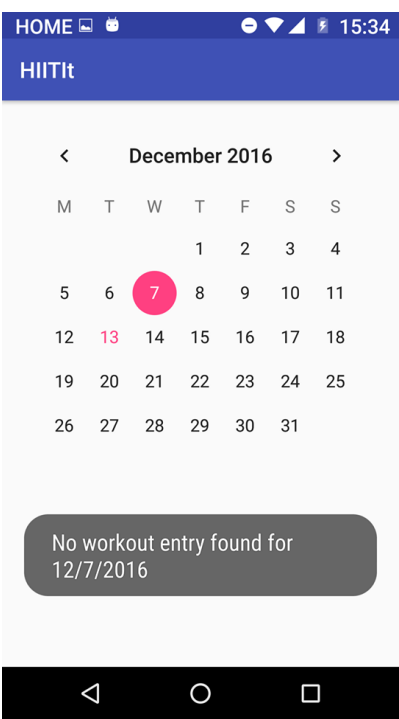 HOME 15:34
HIITIt
December 2016
M T W T F S S
1 2 3 4
5 6 7 8 9 10 11
12 13 14 15 16 17 18
19 20 21 22 23 24 25
26 27 28 29 30 31
No workout entry found for
12/7/2016